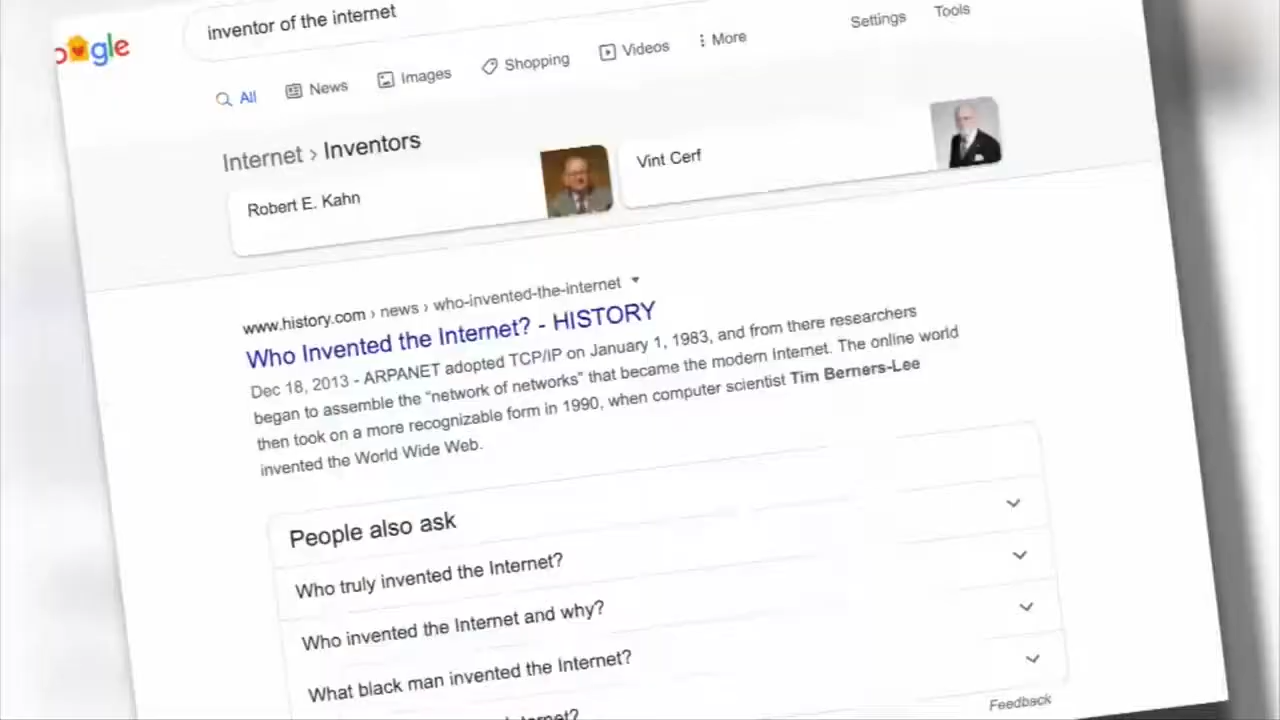 inventor of the internet
Settings Tools
All News Images Shopping Videos More
Internet › Inventors
Robert E. Kahn
Vint Cerf
www.history.com › news › who-invented-the-internet
Who Invented the Internet? - HISTORY
Dec 18, 2013 - ARPANET adopted TCP/IP on January 1, 1983, and from there researchers
began to assemble the “network of networks” that became the modern Internet. The online world
then took on a more recognizable form in 1990, when computer scientist Tim Berners-Lee
invented the World Wide Web.
People also ask
Who truly invented the Internet?
Who invented the Internet and why?
What black man invented the Internet?
Feedback